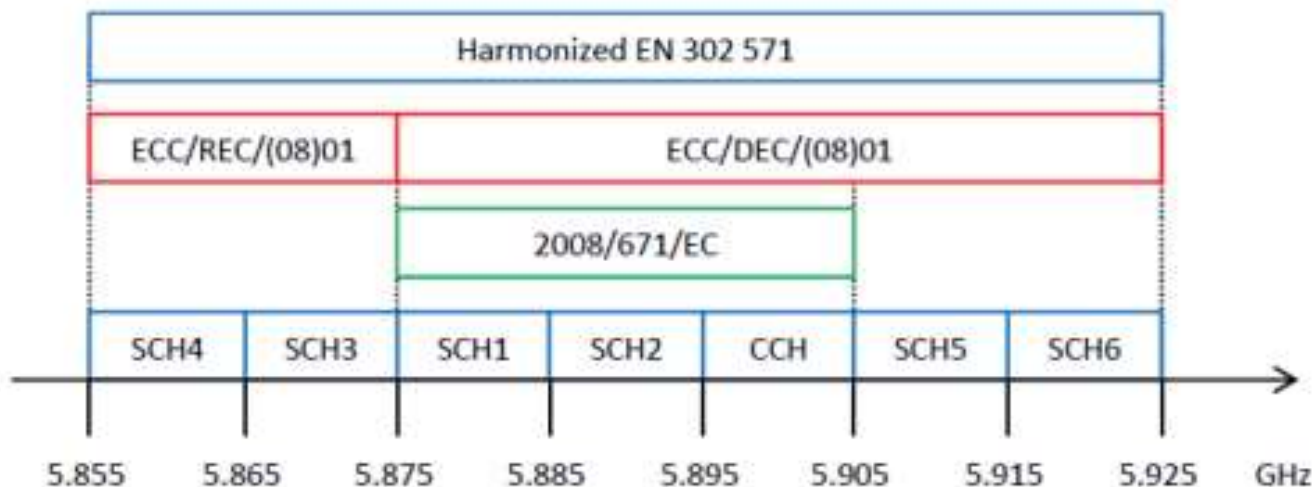 Harmonized EN 302 571
ECC/REC/(08)01 ECC/DEC/(08)01
2008/671/EC
SCH4 SCH3 SCH1 SCH2 CCH SCH5 SCH6
5.855 5.865 5.875 5.885 5.895 5.905 5.915 5.925 GHz